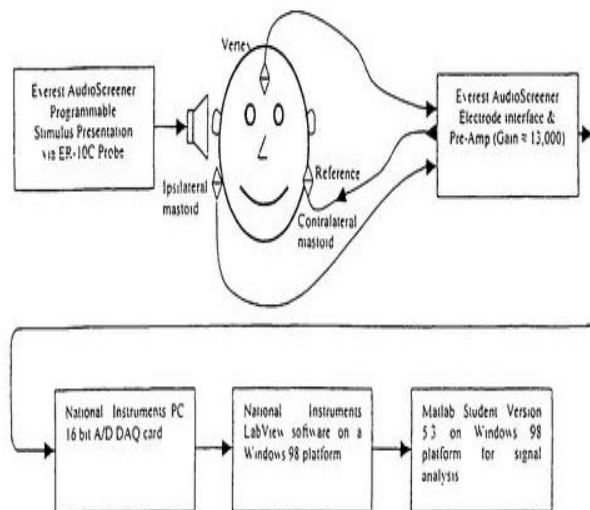 Vertex
Everest AudioScreener
Programmable
Stimulus Presentation
via ER-10C Probe
Everest AudioScreener
Electrode interface &
Pre-Amp (Gain ≈ 13,000)
Reference
Ipsilateral
mastoid
Contralateral
mastoid
National Instruments PC
16 bit A/D DAQ card
National Instruments
LabView software on a
Windows 98 platform
Matlab Student Version
5.3 on Windows 98
platform for signal
analysis